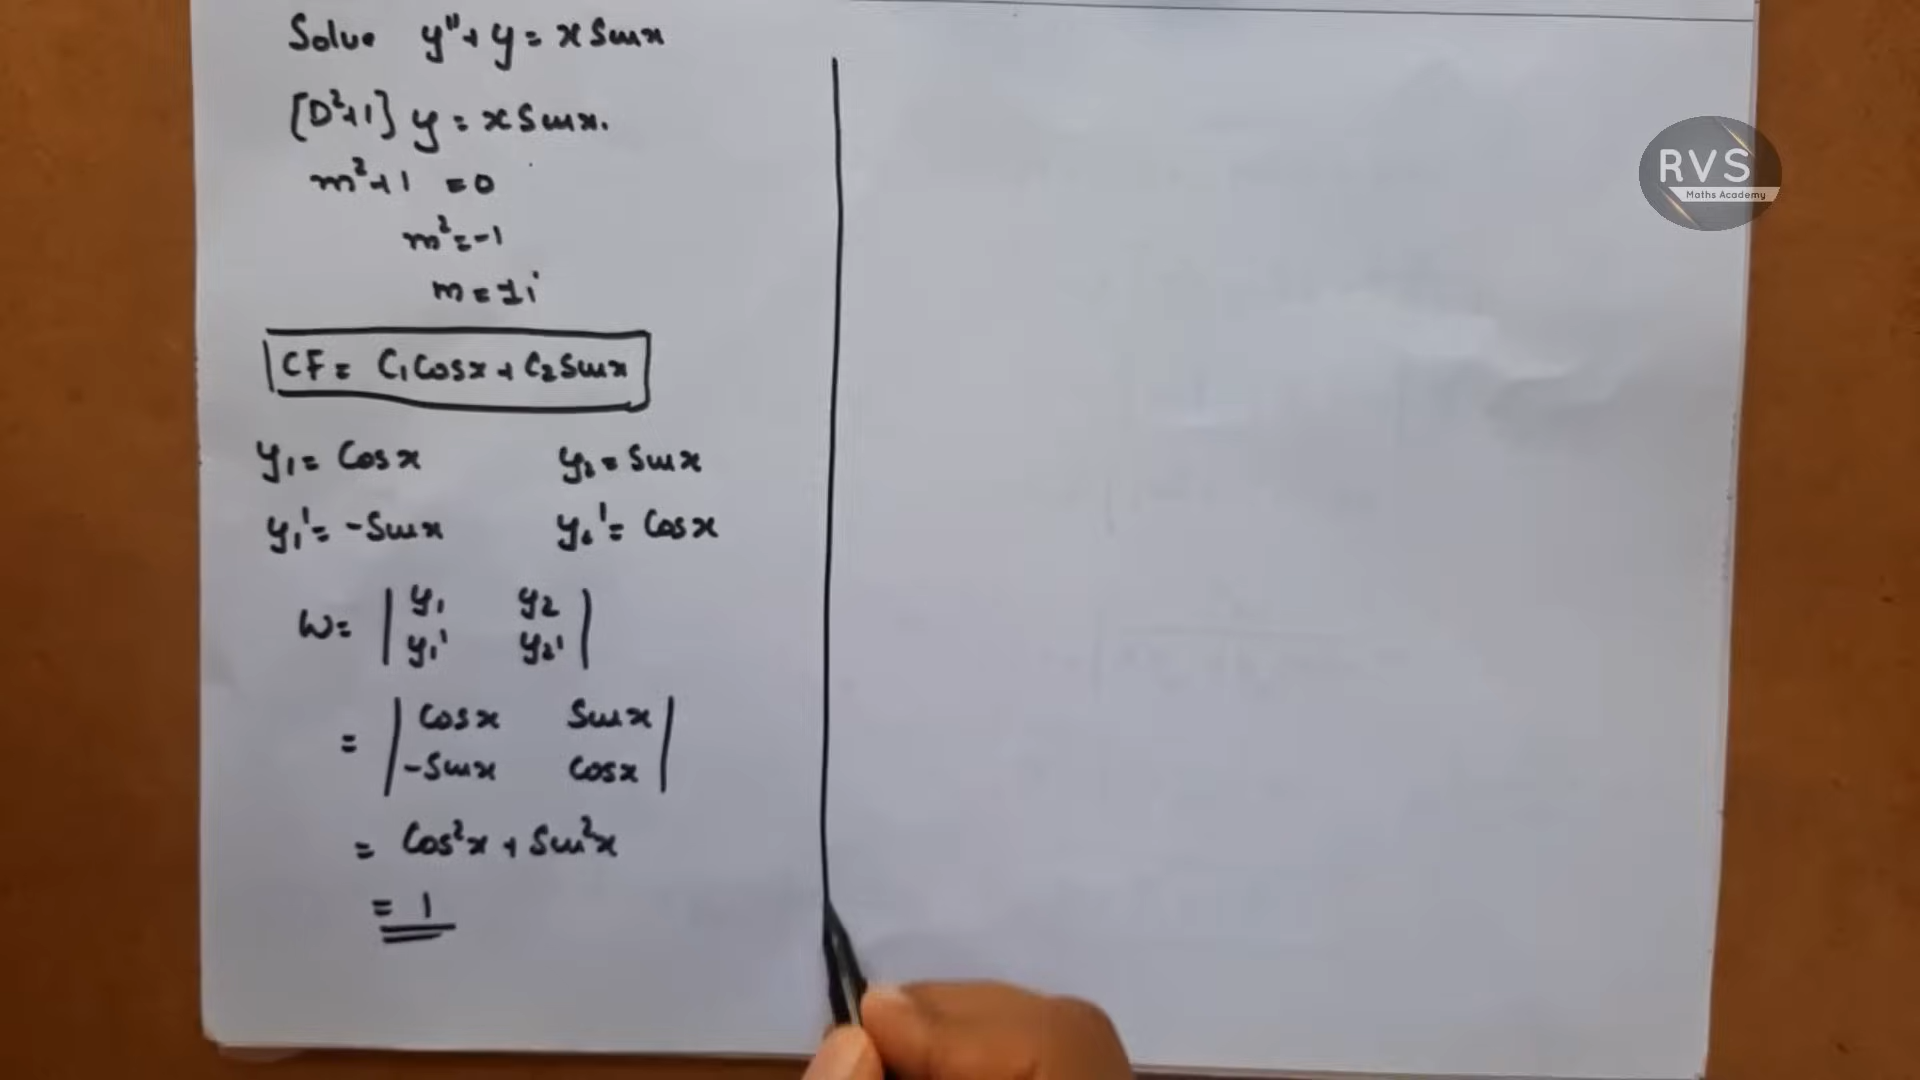 Solve y'' + y = x Sinx
[D²+1] y = x Sinx.
m²+1 = 0
m² = -1
m = ±i
CF = C₁Cosx + C₂Sinx
y₁ = Cosx y₂ = Sinx
y₁' = -Sinx y₂' = Cosx
W = | y₁ y₂ |
| y₁' y₂' |
= | Cosx Sinx |
| -Sinx Cosx |
= Cos²x + Sin²x
= 1
RVS
Maths Academy